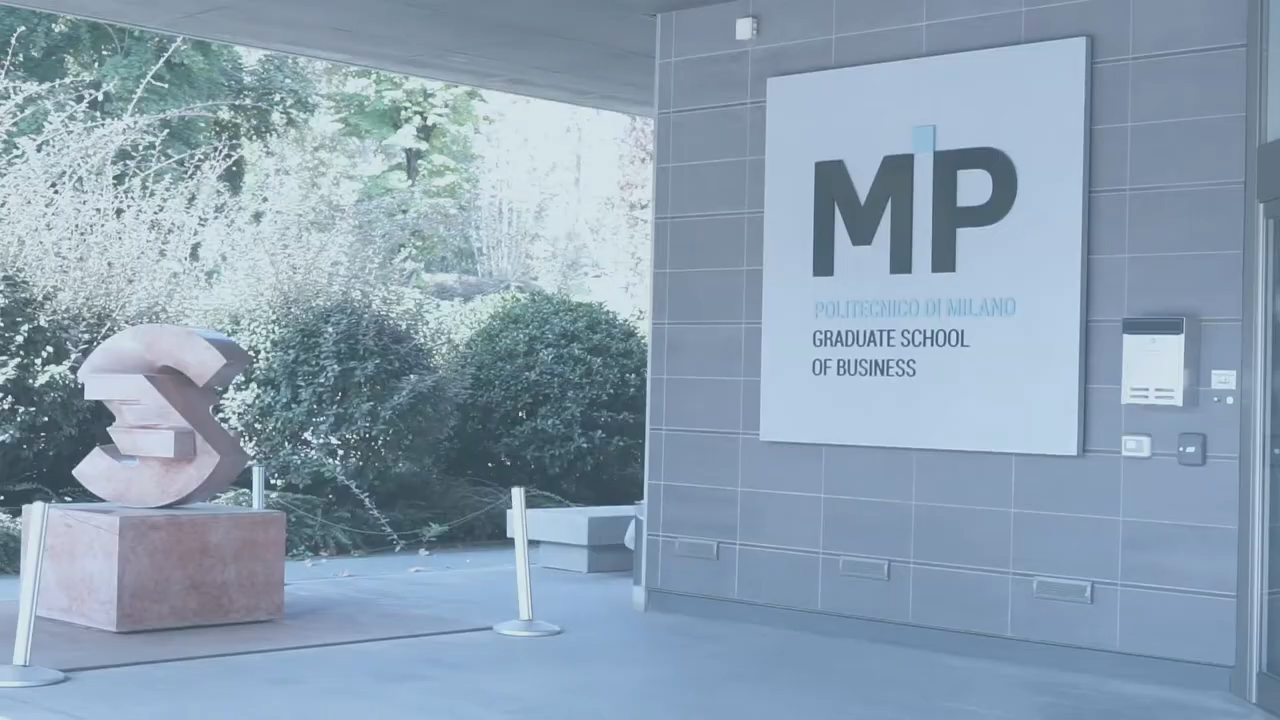 MIP
POLITECNICO DI MILANO
GRADUATE SCHOOL
OF BUSINESS